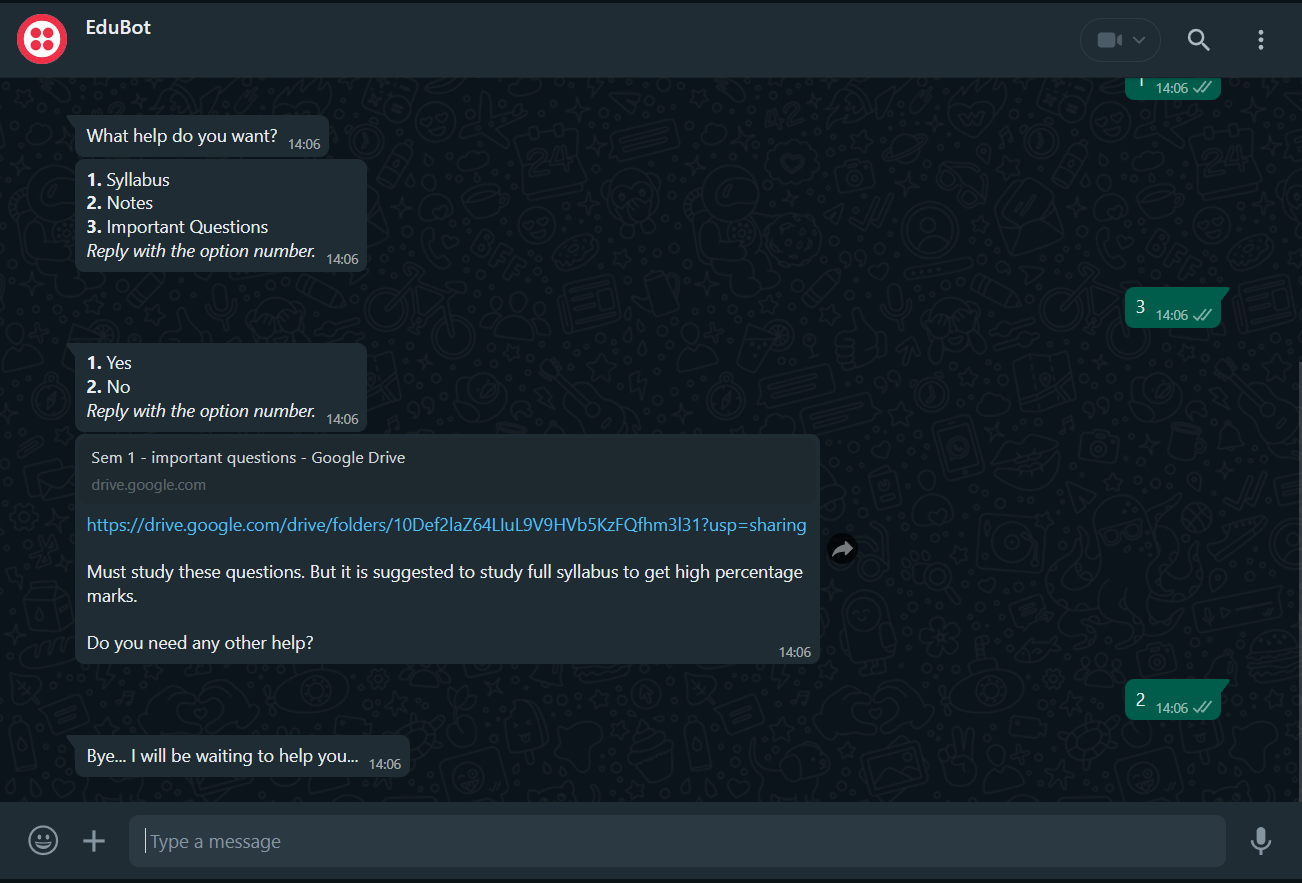 EduBot
1 14:06
What help do you want? 14:06
1. Syllabus
2. Notes
3. Important Questions
Reply with the option number. 14:06
3 14:06
1. Yes
2. No
Reply with the option number. 14:06
Sem 1 - important questions - Google Drive
drive.google.com
https://drive.google.com/drive/folders/10Def2laZ64LIuL9V9HVb5KzFQfhm3l31?usp=sharing
Must study these questions. But it is suggested to study full syllabus to get high percentage
marks.
Do you need any other help? 14:06
2 14:06
Bye... I will be waiting to help you... 14:06
Type a message